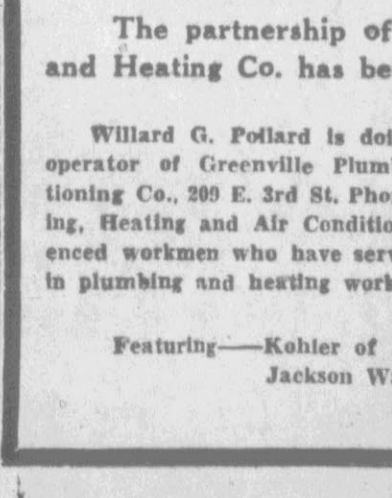 The partnership of
and Heating Co. has be
Willard G. Pollard is doi
operator of Greenville Plum
tioning Co., 209 E. 3rd St. Pho
ing, Heating and Air Conditio
enced workmen who have ser
in plumbing and heating work
Featuring——Kohler of
Jackson W